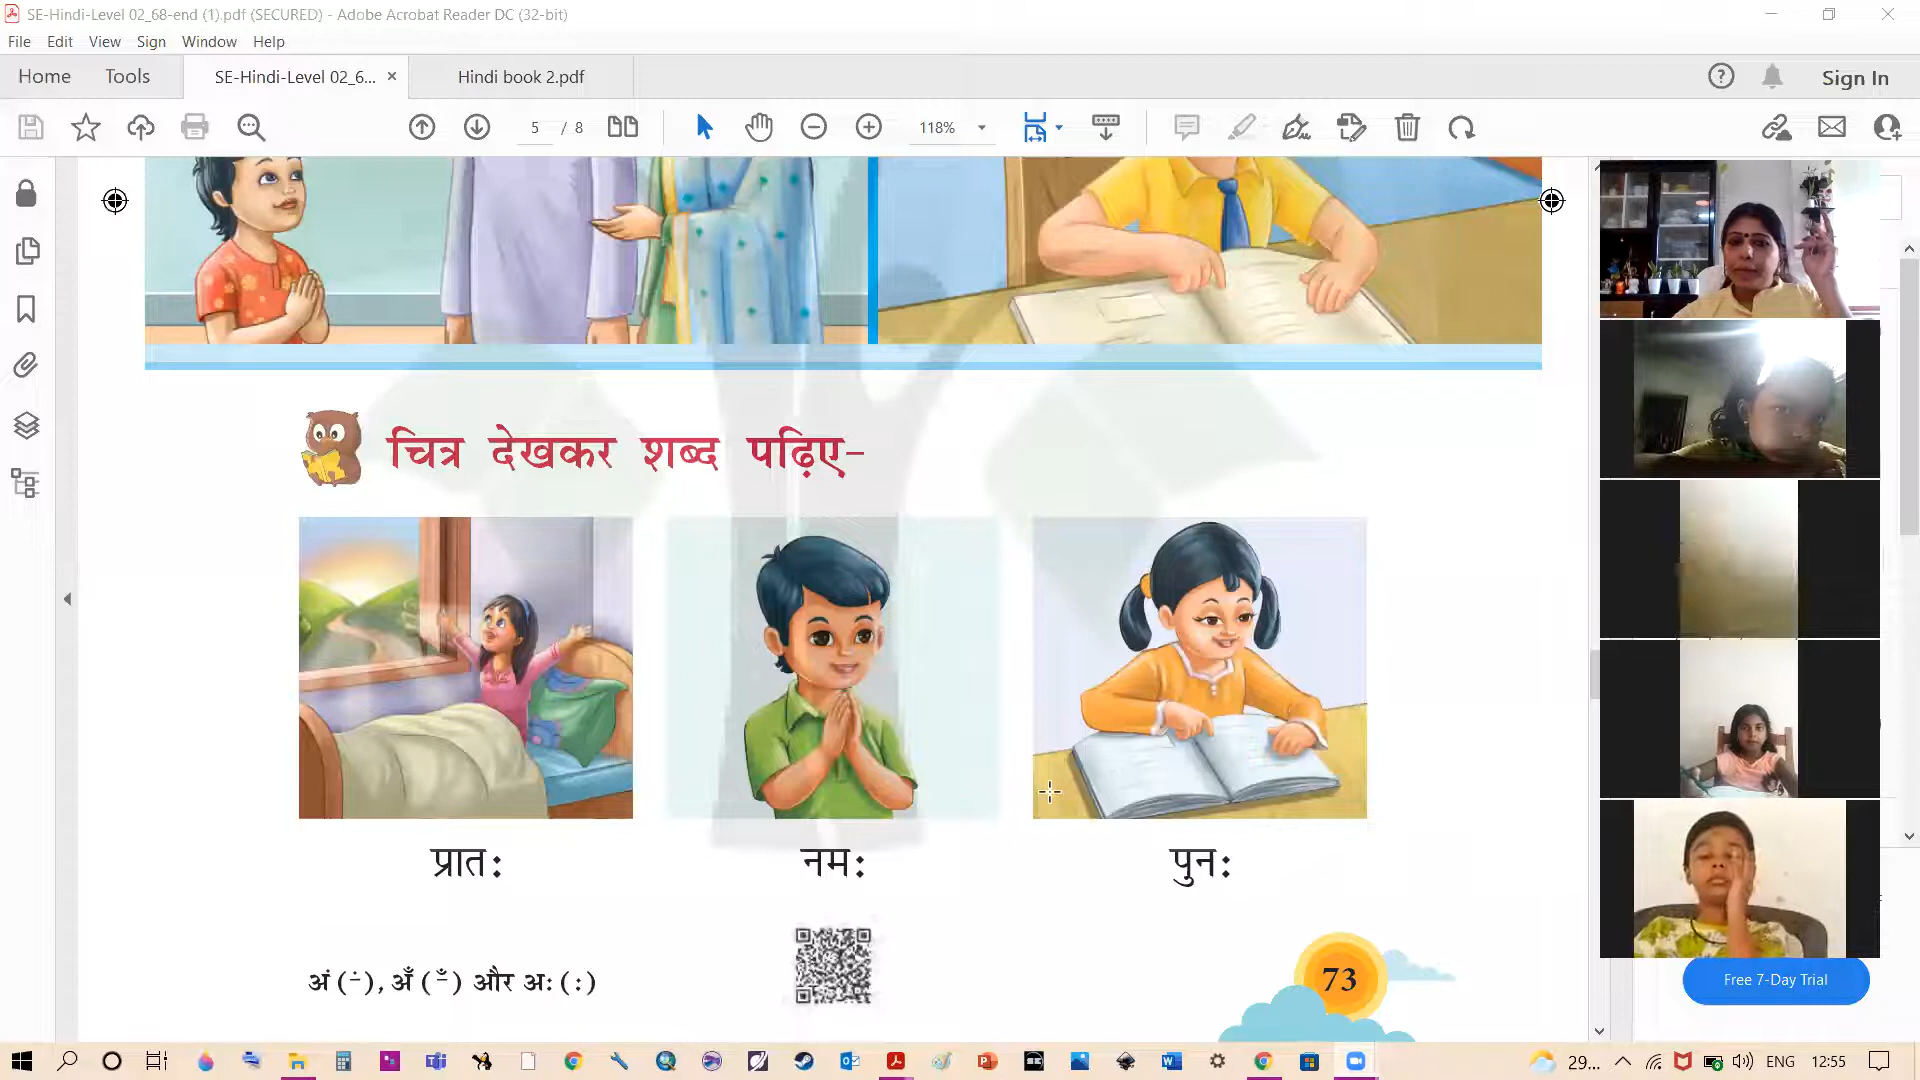 SE-Hindi-Level 02_68-end (1).pdf (SECURED) - Adobe Acrobat Reader DC (32-bit)
File Edit View Sign Window Help
Home Tools SE-Hindi-Level 02_6... × Hindi book 2.pdf Sign In
5 / 8 118%
चित्र देखकर शब्द पढ़िए-
प्रातः नमः पुनः
अं (ं), अँ (ँ) और अः (ः)
73
Free 7-Day Trial
29... ENG 12:55